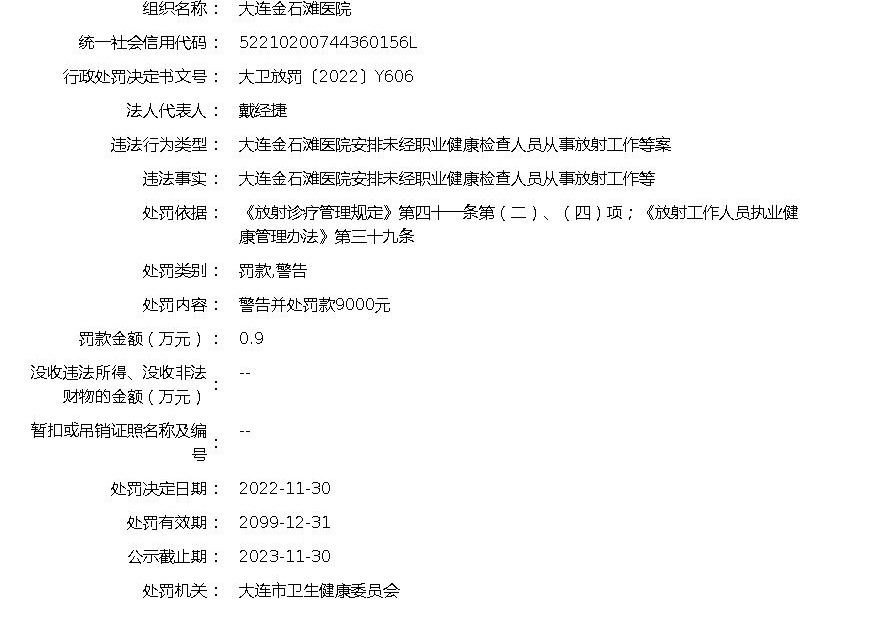 组织名称： 大连金石滩医院
统一社会信用代码： 52210200744360156L
行政处罚决定书文号： 大卫放罚〔2022〕Y606
法人代表人： 戴经捷
违法行为类型： 大连金石滩医院安排未经职业健康检查人员从事放射工作等案
违法事实： 大连金石滩医院安排未经职业健康检查人员从事放射工作等
处罚依据： 《放射诊疗管理规定》第四十一条第（二）、（四）项；《放射工作人员执业健
康管理办法》第三十九条
处罚类别： 罚款,警告
处罚内容： 警告并处罚款9000元
罚款金额（万元）： 0.9
没收违法所得、没收非法
财物的金额（万元）： --
暂扣或吊销证照名称及编
号： --
处罚决定日期： 2022-11-30
处罚有效期： 2099-12-31
公示截止期： 2023-11-30
处罚机关： 大连市卫生健康委员会